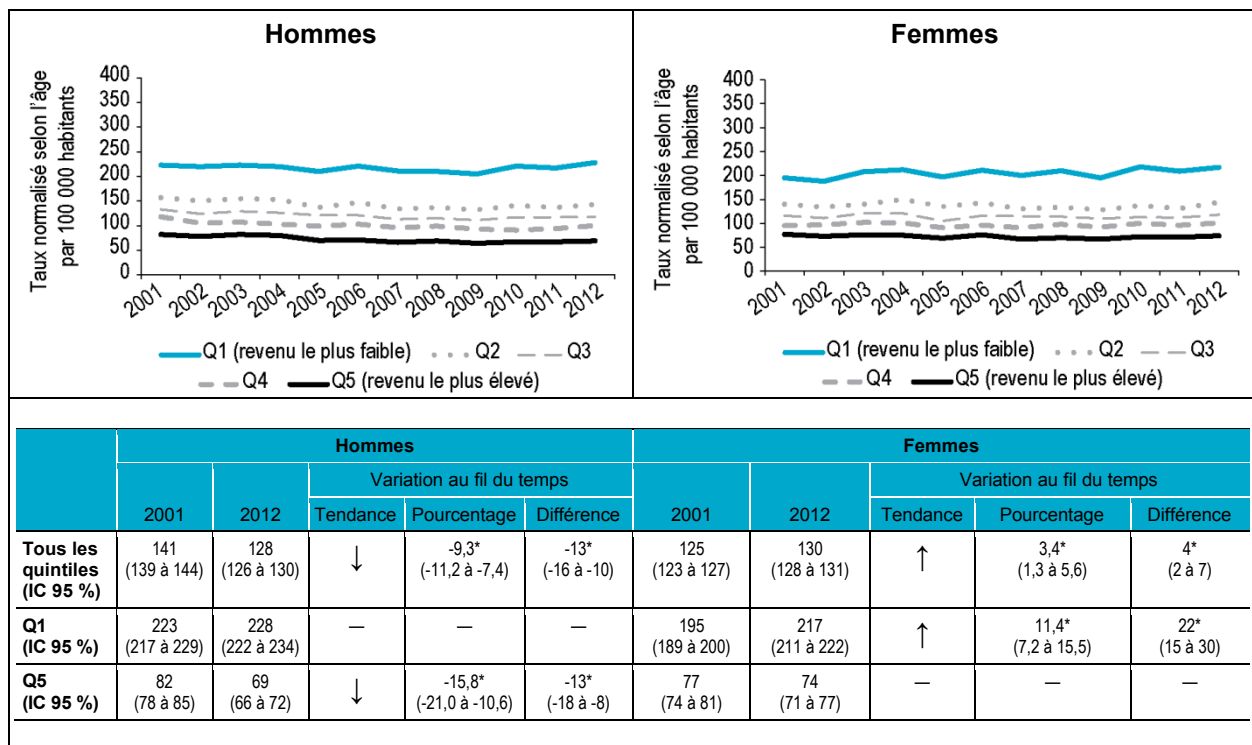 Hommes
Taux normalisé selon l'âge
par 100 000 habitants
400
350
300
250
200
150
100
50
0
2001
2002
2003
2004
2005
2006
2007
2008
2009
2010
2011
2012
Q1 (revenu le plus faible) Q2 Q3
Q4 Q5 (revenu le plus élevé)
Femmes
Taux normalisé selon l'âge
par 100 000 habitants
400
350
300
250
200
150
100
50
0
2001
2002
2003
2004
2005
2006
2007
2008
2009
2010
2011
2012
Q1 (revenu le plus faible) Q2 Q3
Q4 Q5 (revenu le plus élevé)
Hommes Femmes
Variation au fil du temps Variation au fil du temps
2001 2012 Tendance Pourcentage Différence 2001 2012 Tendance Pourcentage Différence
Tous les
quintiles
(IC 95 %)
141 128 ↓ -9,3* -13* 125 130 ↑ 3,4* 4*
(139 à 144) (126 à 130) (-11,2 à -7,4) (-16 à -10) (123 à 127) (128 à 131) (1,3 à 5,6) (2 à 7)
Q1
(IC 95 %)
223 228 — — — 195 217 ↑ 11,4* 22*
(217 à 229) (222 à 234) (189 à 200) (211 à 222) (7,2 à 15,5) (15 à 30)
Q5
(IC 95 %)
82 69 ↓ -15,8* -13* 77 74 — — —
(78 à 85) (66 à 72) (-21,0 à -10,6) (-18 à -8) (74 à 81) (71 à 77)